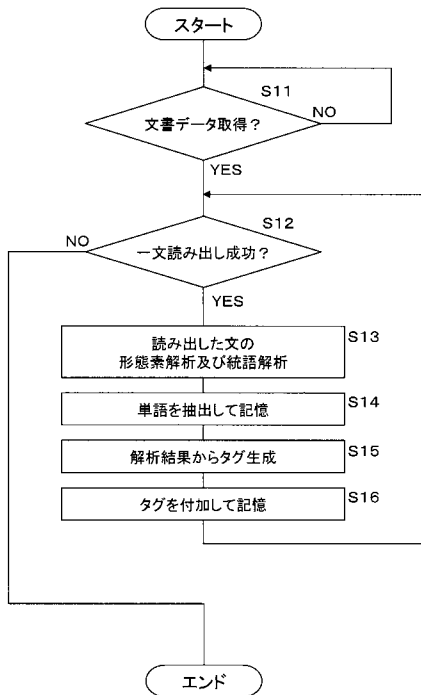 スタート
S11
文書データ取得？
NO
YES
S12
NO
一文読み出し成功？
YES
S13
読み出した文の
形態素解析及び統語解析
S14
単語を抽出して記憶
S15
解析結果からタグ生成
S16
タグを付加して記憶
エンド